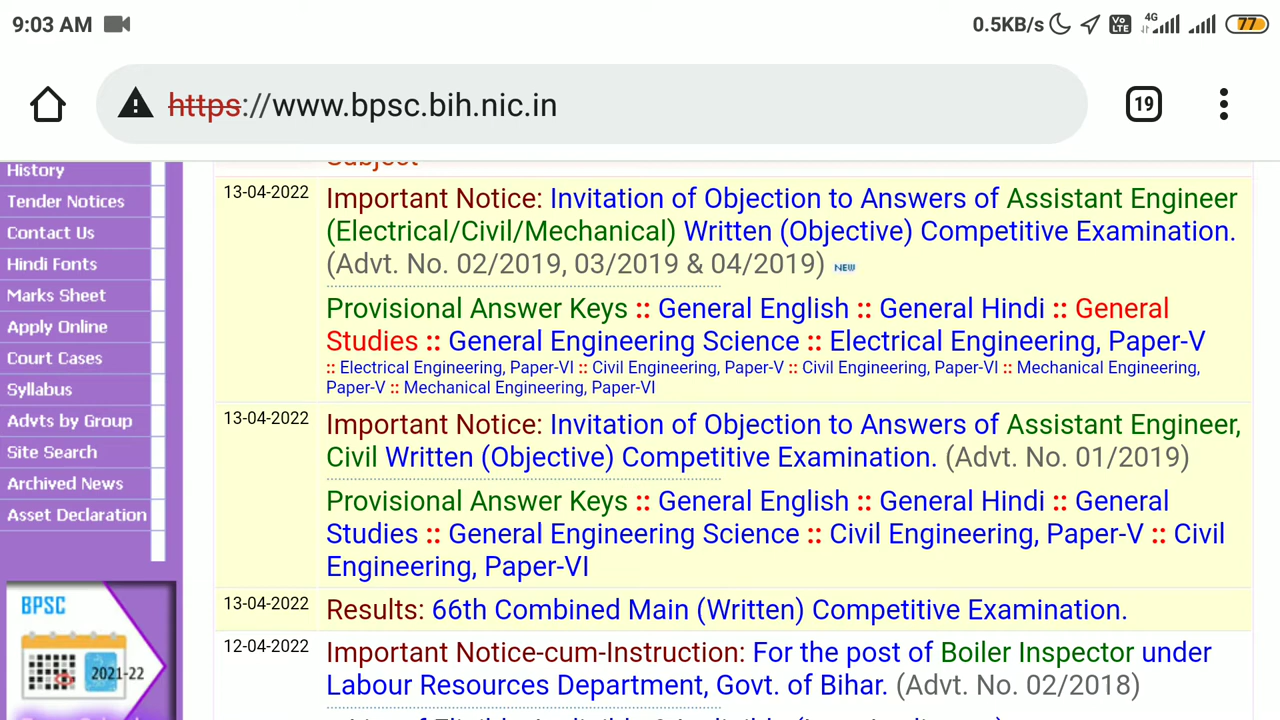 9:03 AM
0.5KB/s
Vo LTE
4G
77
https://www.bpsc.bih.nic.in
19
History
Tender Notices
Contact Us
Hindi Fonts
Marks Sheet
Apply Online
Court Cases
Syllabus
Advts by Group
Site Search
Archived News
Asset Declaration
BPSC
2021-22
Subject
13-04-2022
Important Notice: Invitation of Objection to Answers of Assistant Engineer
(Electrical/Civil/Mechanical) Written (Objective) Competitive Examination.
(Advt. No. 02/2019, 03/2019 & 04/2019) NEW
Provisional Answer Keys :: General English :: General Hindi :: General
Studies :: General Engineering Science :: Electrical Engineering, Paper-V
:: Electrical Engineering, Paper-VI :: Civil Engineering, Paper-V :: Civil Engineering, Paper-VI :: Mechanical Engineering,
Paper-V :: Mechanical Engineering, Paper-VI
13-04-2022
Important Notice: Invitation of Objection to Answers of Assistant Engineer,
Civil Written (Objective) Competitive Examination. (Advt. No. 01/2019)
Provisional Answer Keys :: General English :: General Hindi :: General
Studies :: General Engineering Science :: Civil Engineering, Paper-V :: Civil
Engineering, Paper-VI
13-04-2022
Results: 66th Combined Main (Written) Competitive Examination.
12-04-2022
Important Notice-cum-Instruction: For the post of Boiler Inspector under
Labour Resources Department, Govt. of Bihar. (Advt. No. 02/2018)